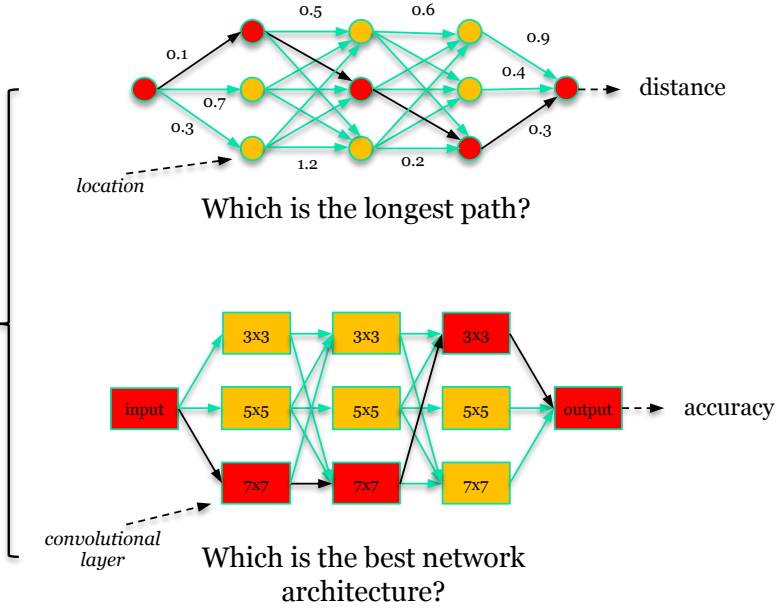 0.5
0.6
0.1
0.9
0.4
0.7
distance
0.3
0.3
1.2
0.2
location
Which is the longest path?
3x3
3x3
3x3
input
5x5
5x5
5x5
output
accuracy
7x7
7x7
7x7
convolutional
layer
Which is the best network
architecture?